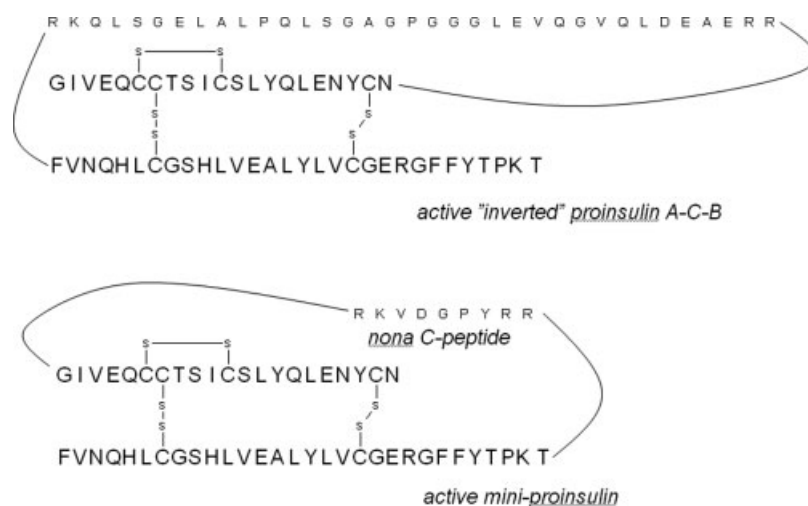 R K Q L S G E L A L P Q L S G A G P G G G L E V Q G V Q L D E A E R R
S S
GIVEQCCTSICSLYQLENYCN
S S
S S
FVNQHLCGSHLVEALYLVCGERGFFYTPKT
active "inverted" proinsulin A-C-B
R K V D G P Y R R
nona C-peptide
S S
GIVEQCCTSICSLYQLENYCN
S S
S S
FVNQHLCGSHLVEALYLVCGERGFFYTPKT
active mini-proinsulin